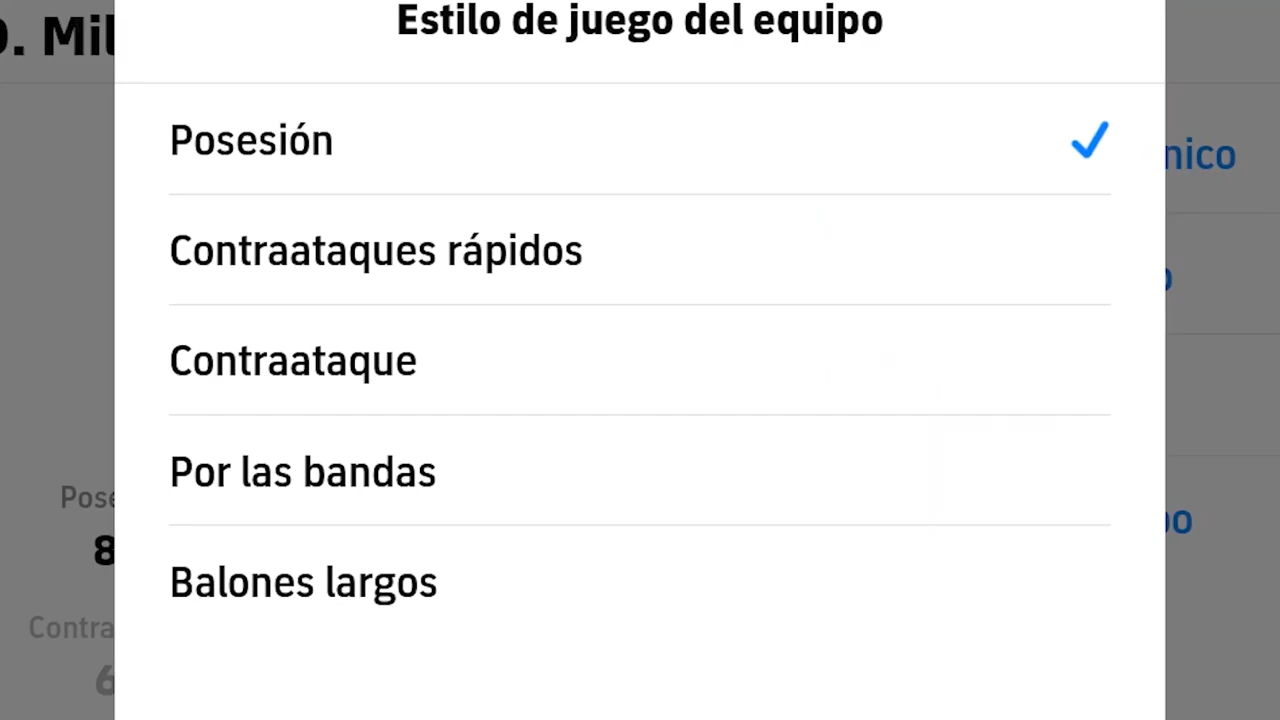 Estilo de juego del equipo
Posesión
Contraataques rápidos
Contraataque
Por las bandas
Balones largos